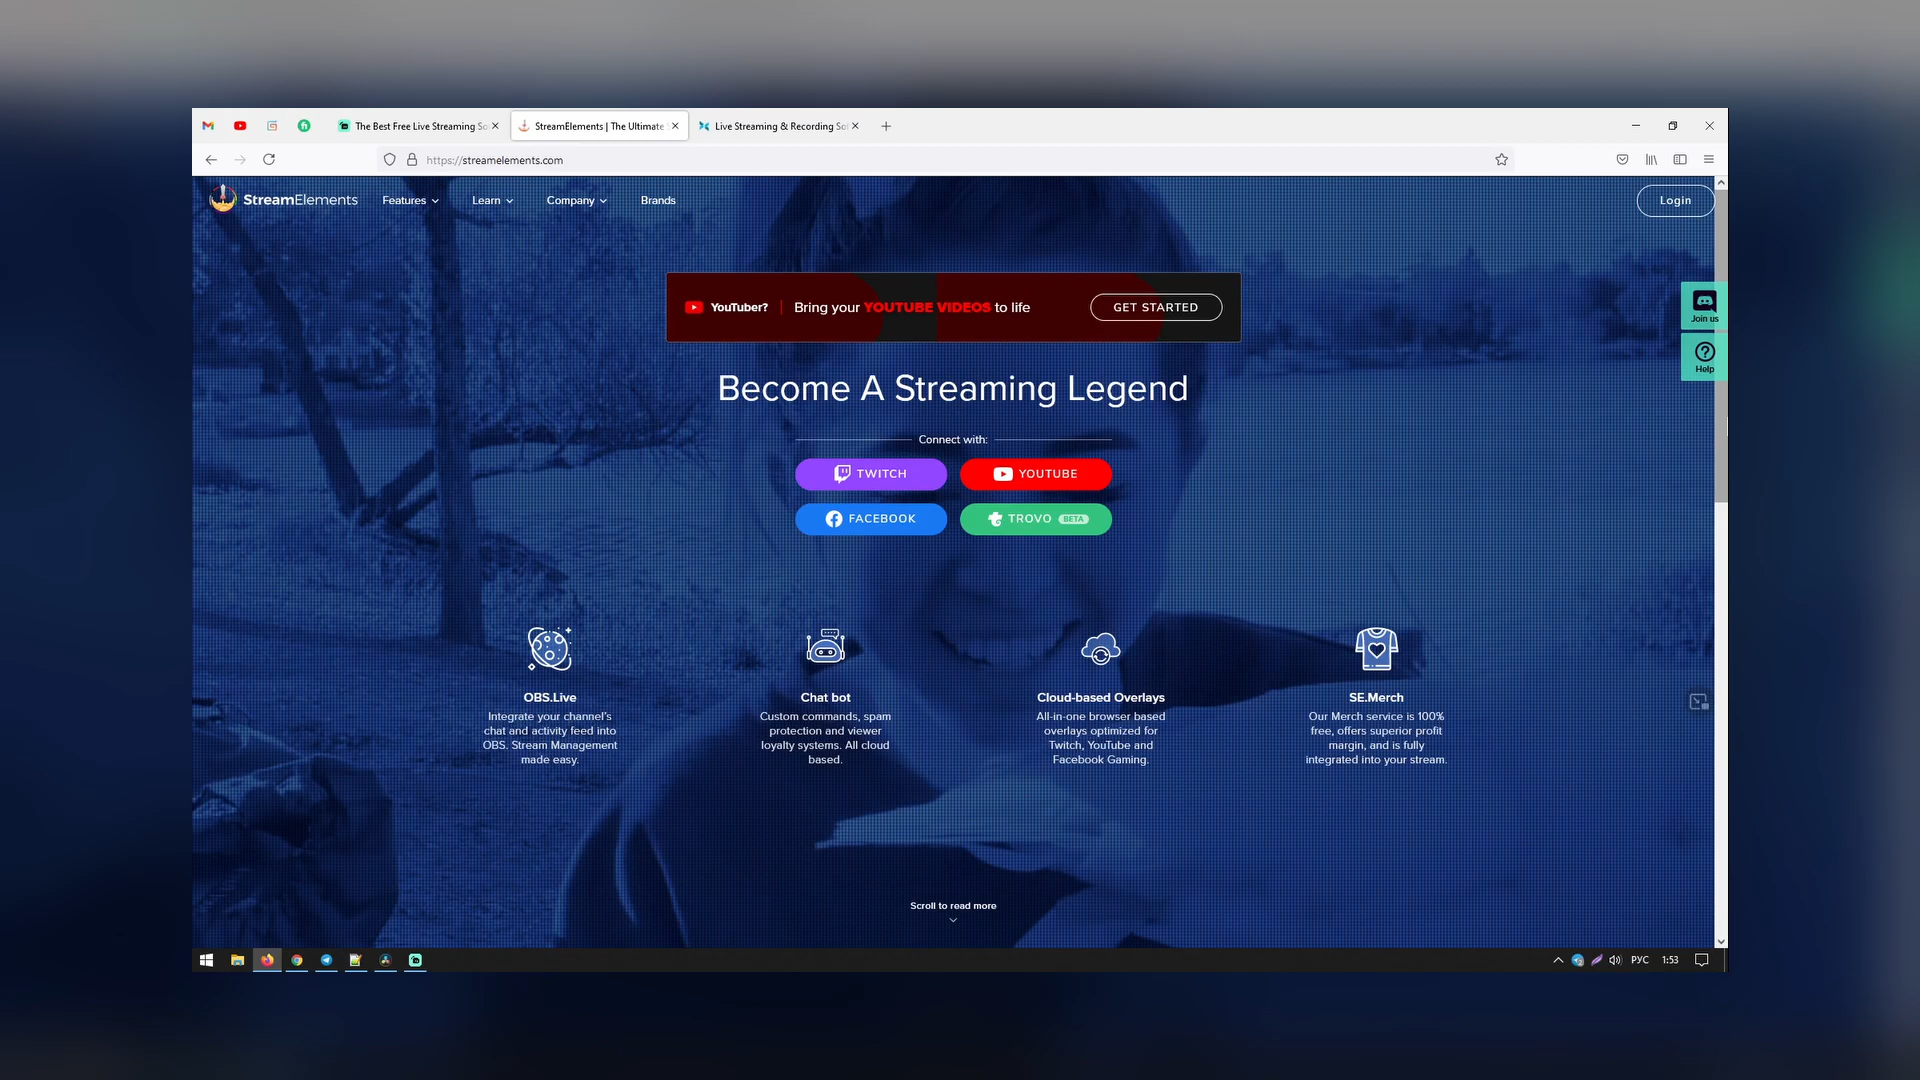 The Best Free Live Streaming So
StreamElements | The Ultimate
Live Streaming & Recording So
https://streamelements.com
StreamElements
Features
Learn
Company
Brands
Login
YouTuber?
Bring your YOUTUBE VIDEOS to life
GET STARTED
Join us
Help
Become A Streaming Legend
Connect with:
TWITCH
YOUTUBE
FACEBOOK
TROVO BETA
OBS.Live
Integrate your channel's
chat and activity feed into
OBS. Stream Management
made easy.
Chat bot
Custom commands, spam
protection and viewer
loyalty systems. All cloud
based.
Cloud-based Overlays
All-in-one browser based
overlays optimized for
Twitch, YouTube and
Facebook Gaming.
SE.Merch
Our Merch service is 100%
free, offers superior profit
margin, and is fully
integrated into your stream.
Scroll to read more
РУС
1:53